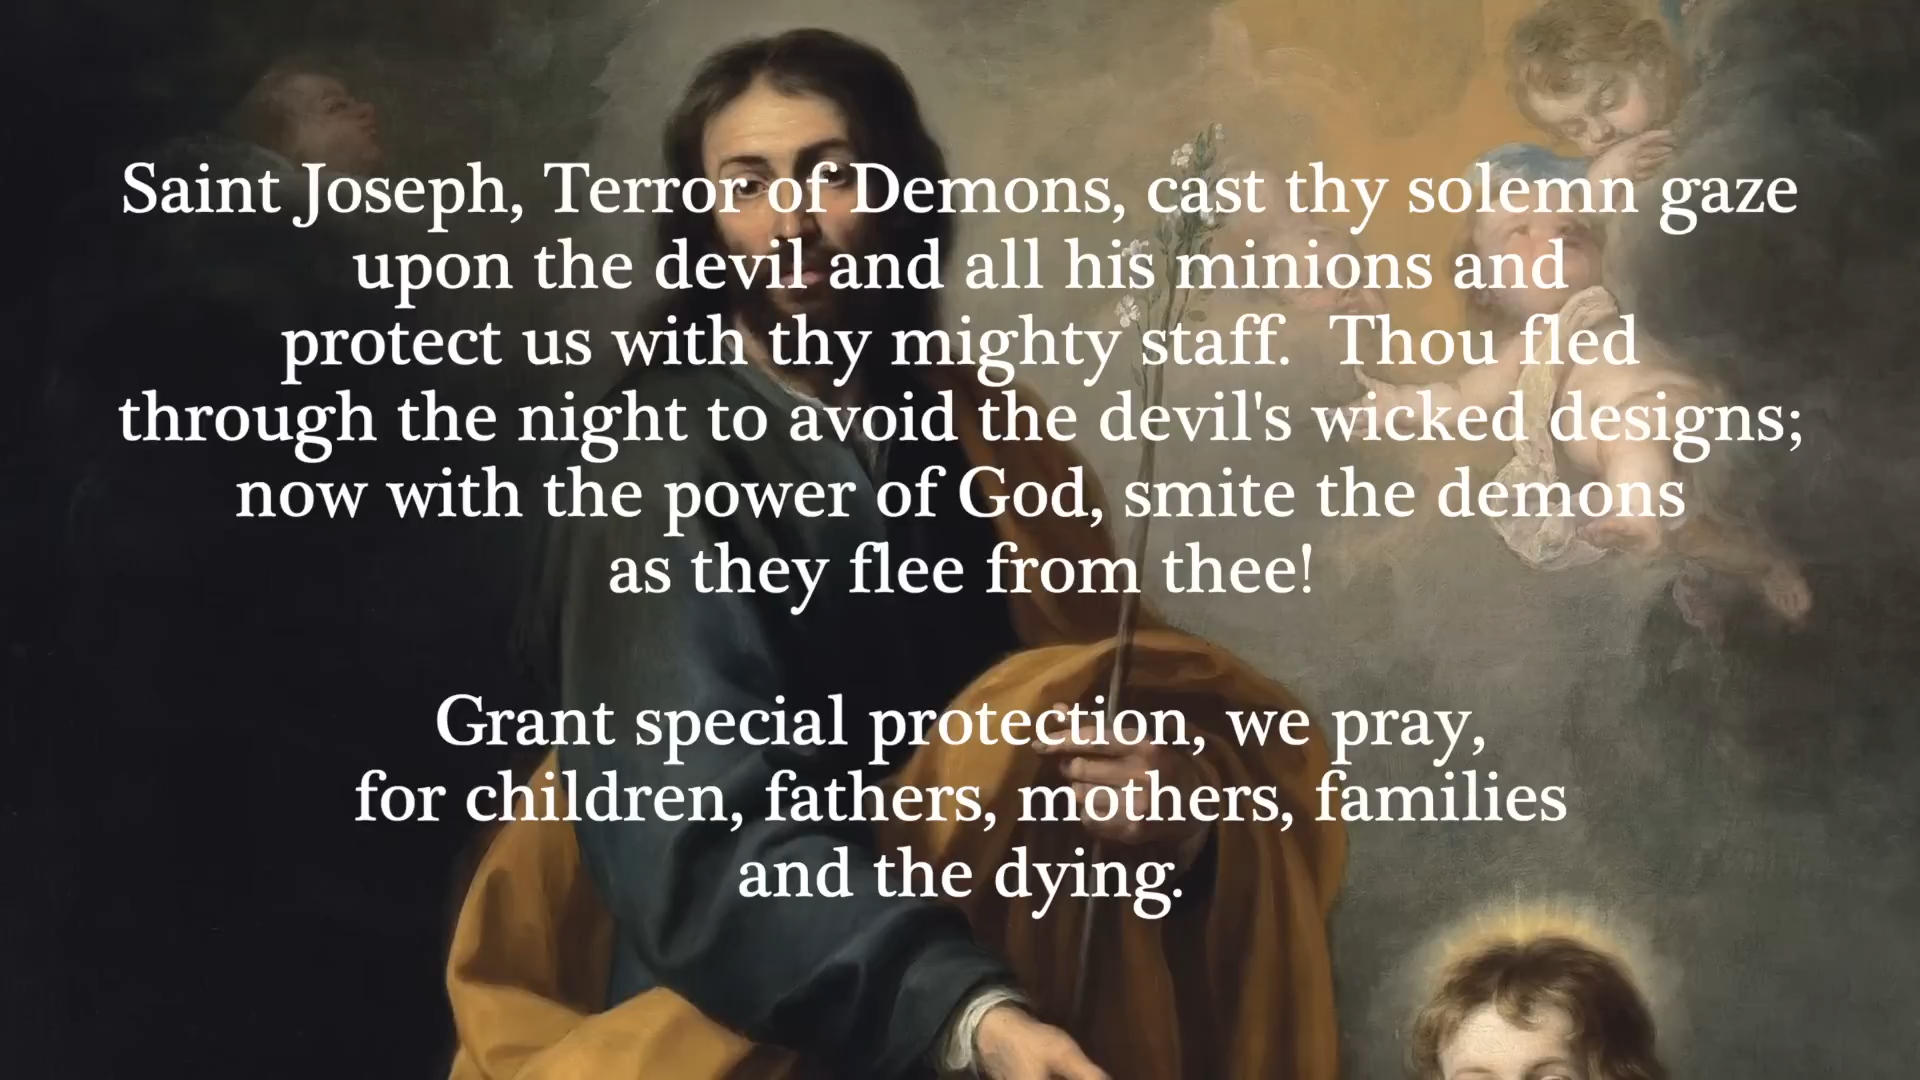 Saint Joseph, Terror of Demons, cast thy solemn gaze
upon the devil and all his minions and
protect us with thy mighty staff.  Thou fled
through the night to avoid the devil's wicked designs;
now with the power of God, smite the demons
as they flee from thee!
Grant special protection, we pray,
for children, fathers, mothers, families
and the dying.